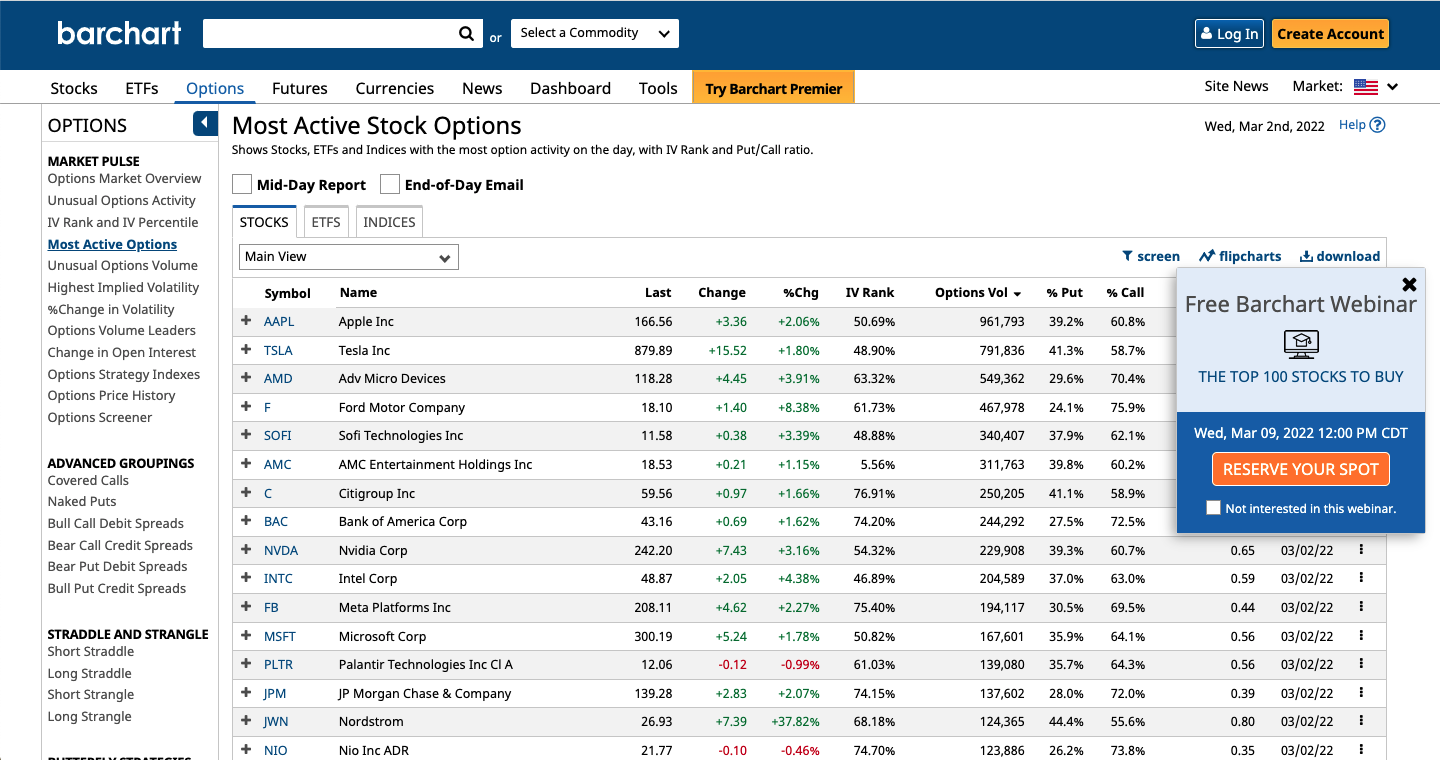 barchart
or
Select a Commodity
Log In
Create Account
Stocks ETFs Options Futures Currencies News Dashboard Tools Try Barchart Premier
Site News Market:
OPTIONS
MARKET PULSE
Options Market Overview
Unusual Options Activity
IV Rank and IV Percentile
Most Active Options
Unusual Options Volume
Highest Implied Volatility
%Change in Volatility
Options Volume Leaders
Change in Open Interest
Options Strategy Indexes
Options Price History
Options Screener
ADVANCED GROUPINGS
Covered Calls
Naked Puts
Bull Call Debit Spreads
Bear Call Credit Spreads
Bear Put Debit Spreads
Bull Put Credit Spreads
STRADDLE AND STRANGLE
Short Straddle
Long Straddle
Short Strangle
Long Strangle
Most Active Stock Options
Wed, Mar 2nd, 2022 Help ?
Shows Stocks, ETFs and Indices with the most option activity on the day, with IV Rank and Put/Call ratio.
Mid-Day Report End-of-Day Email
STOCKS ETFS INDICES
Main View
screen flipcharts download
Symbol Name Last Change %Chg IV Rank Options Vol % Put % Call
AAPL Apple Inc 166.56 +3.36 +2.06% 50.69% 961,793 39.2% 60.8%
TSLA Tesla Inc 879.89 +15.52 +1.80% 48.90% 791,836 41.3% 58.7%
AMD Adv Micro Devices 118.28 +4.45 +3.91% 63.32% 549,362 29.6% 70.4%
F Ford Motor Company 18.10 +1.40 +8.38% 61.73% 467,978 24.1% 75.9%
SOFI Sofi Technologies Inc 11.58 +0.38 +3.39% 48.88% 340,407 37.9% 62.1%
AMC AMC Entertainment Holdings Inc 18.53 +0.21 +1.15% 5.56% 311,763 39.8% 60.2%
C Citigroup Inc 59.56 +0.97 +1.66% 76.91% 250,205 41.1% 58.9%
BAC Bank of America Corp 43.16 +0.69 +1.62% 74.20% 244,292 27.5% 72.5%
NVDA Nvidia Corp 242.20 +7.43 +3.16% 54.32% 229,908 39.3% 60.7% 0.65 03/02/22
INTC Intel Corp 48.87 +2.05 +4.38% 46.89% 204,589 37.0% 63.0% 0.59 03/02/22
FB Meta Platforms Inc 208.11 +4.62 +2.27% 75.40% 194,117 30.5% 69.5% 0.44 03/02/22
MSFT Microsoft Corp 300.19 +5.24 +1.78% 50.82% 167,601 35.9% 64.1% 0.56 03/02/22
PLTR Palantir Technologies Inc Cl A 12.06 -0.12 -0.99% 61.03% 139,080 35.7% 64.3% 0.56 03/02/22
JPM JP Morgan Chase & Company 139.28 +2.83 +2.07% 74.15% 137,602 28.0% 72.0% 0.39 03/02/22
JWN Nordstrom 26.93 +7.39 +37.82% 68.18% 124,365 44.4% 55.6% 0.80 03/02/22
NIO Nio Inc ADR 21.77 -0.10 -0.46% 74.70% 123,886 26.2% 73.8% 0.35 03/02/22
Free Barchart Webinar
THE TOP 100 STOCKS TO BUY
Wed, Mar 09, 2022 12:00 PM CDT
RESERVE YOUR SPOT
Not interested in this webinar.